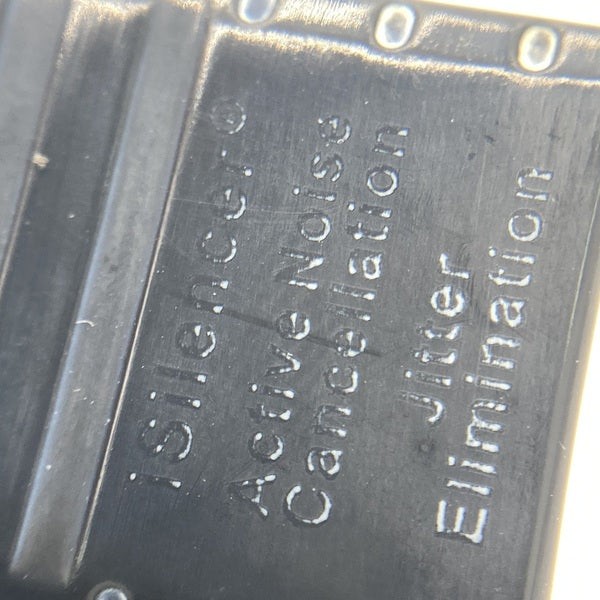 iSilencer®
Active Noise
Cancellation
Jitter
Elimination